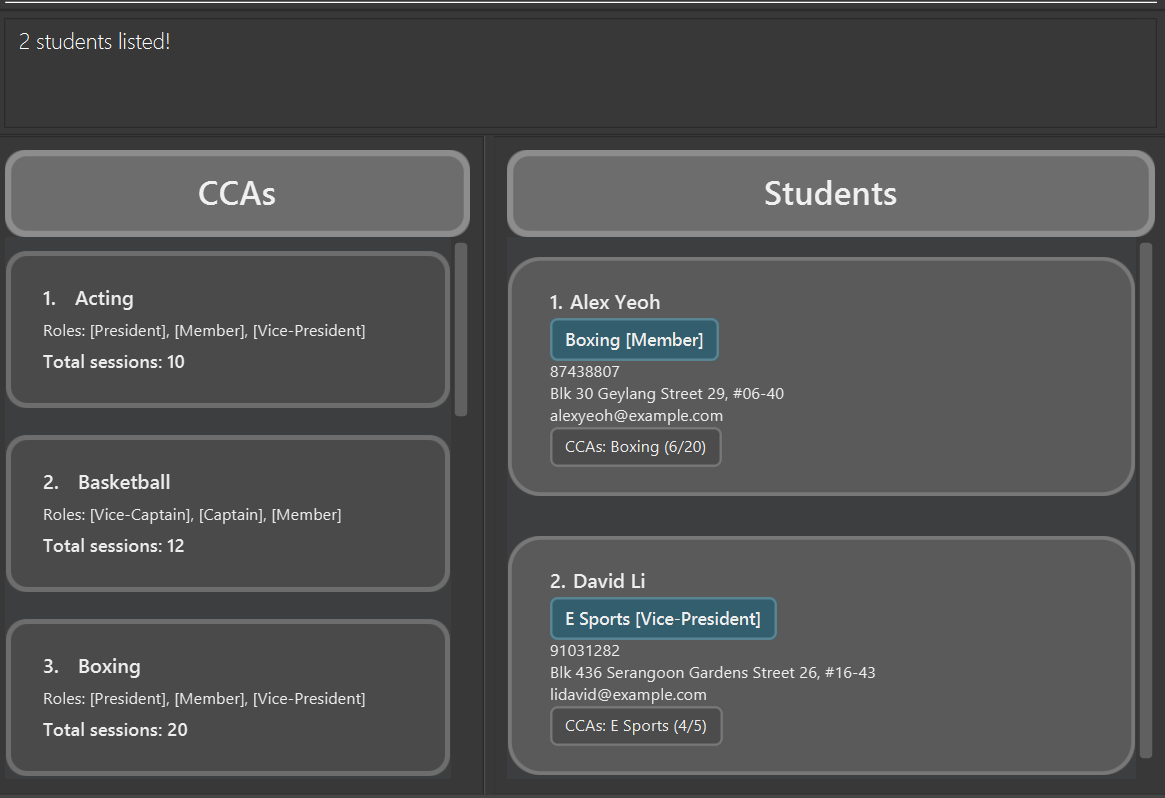 2 students listed!
CCAs
1. Acting
Roles: [President], [Member], [Vice-President]
Total sessions: 10
2. Basketball
Roles: [Vice-Captain], [Captain], [Member]
Total sessions: 12
3. Boxing
Roles: [President], [Member], [Vice-President]
Total sessions: 20
Students
1. Alex Yeoh
Boxing [Member]
87438807
Blk 30 Geylang Street 29, #06-40
alexyeoh@example.com
CCAs: Boxing (6/20)
2. David Li
E Sports [Vice-President]
91031282
Blk 436 Serangoon Gardens Street 26, #16-43
lidavid@example.com
CCAs: E Sports (4/5)